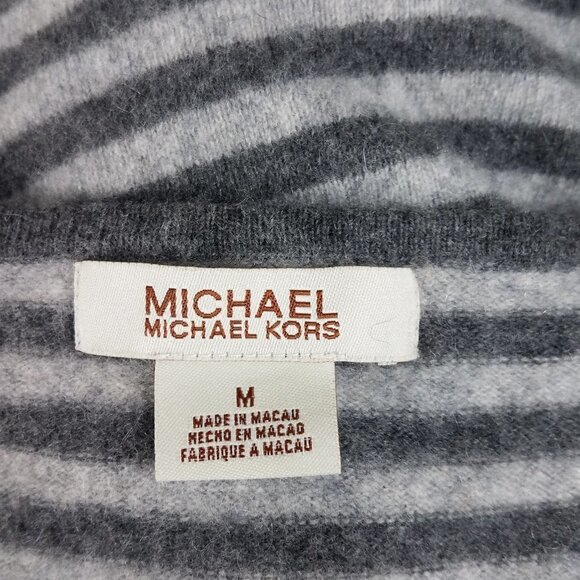 MICHAEL
MICHAEL KORS
M
MADE IN MACAU
HECHO EN MACAO
FABRIQUE A MACAU